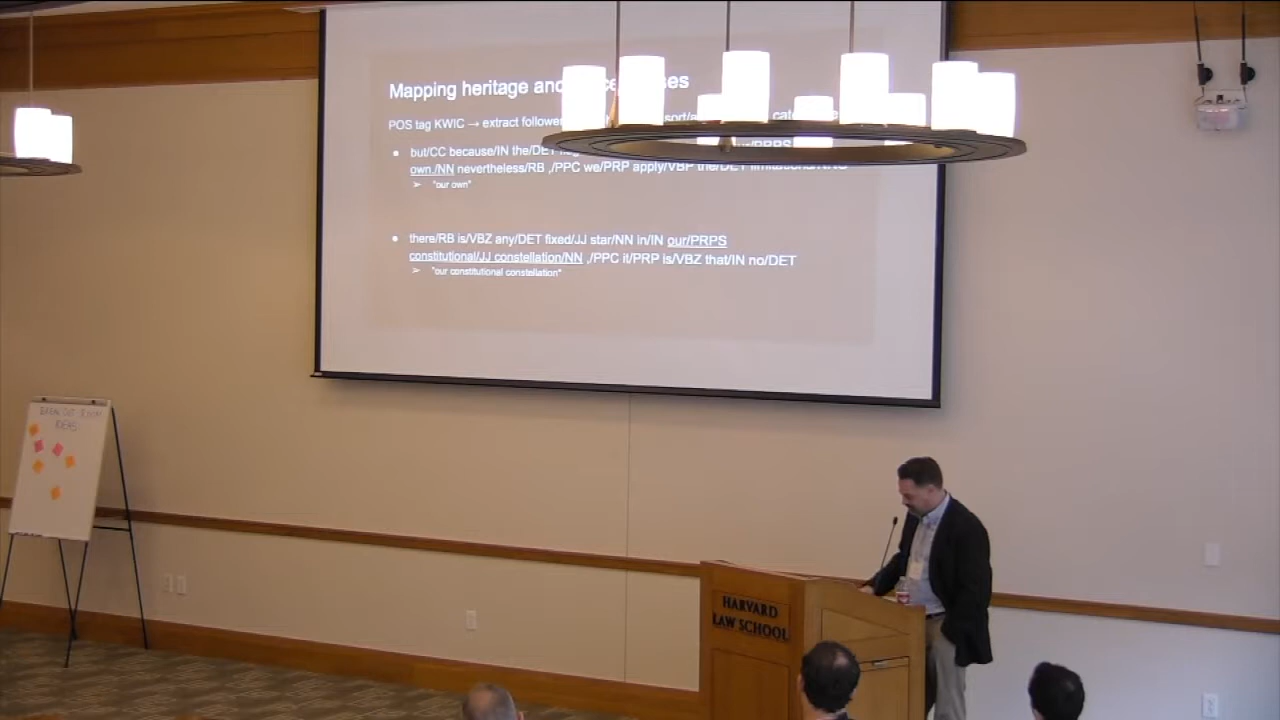 Mapping heritage and
POS tag KWIC → extract
but/CC because/IN the/DET
own./NN nevertheless/RB ,/PPC we/PRP apply/VBP the/DET
➢ "our own"
there/RB is/VBZ any/DET fixed/JJ star/NN in/IN our/PRPS
constitutional/JJ constellation/NN ,/PPC it/PRP is/VBZ that/IN no/DET
➢ "our constitutional constellation"
BREAK OUT
IDEAS
HARVARD
LAW SCHOOL